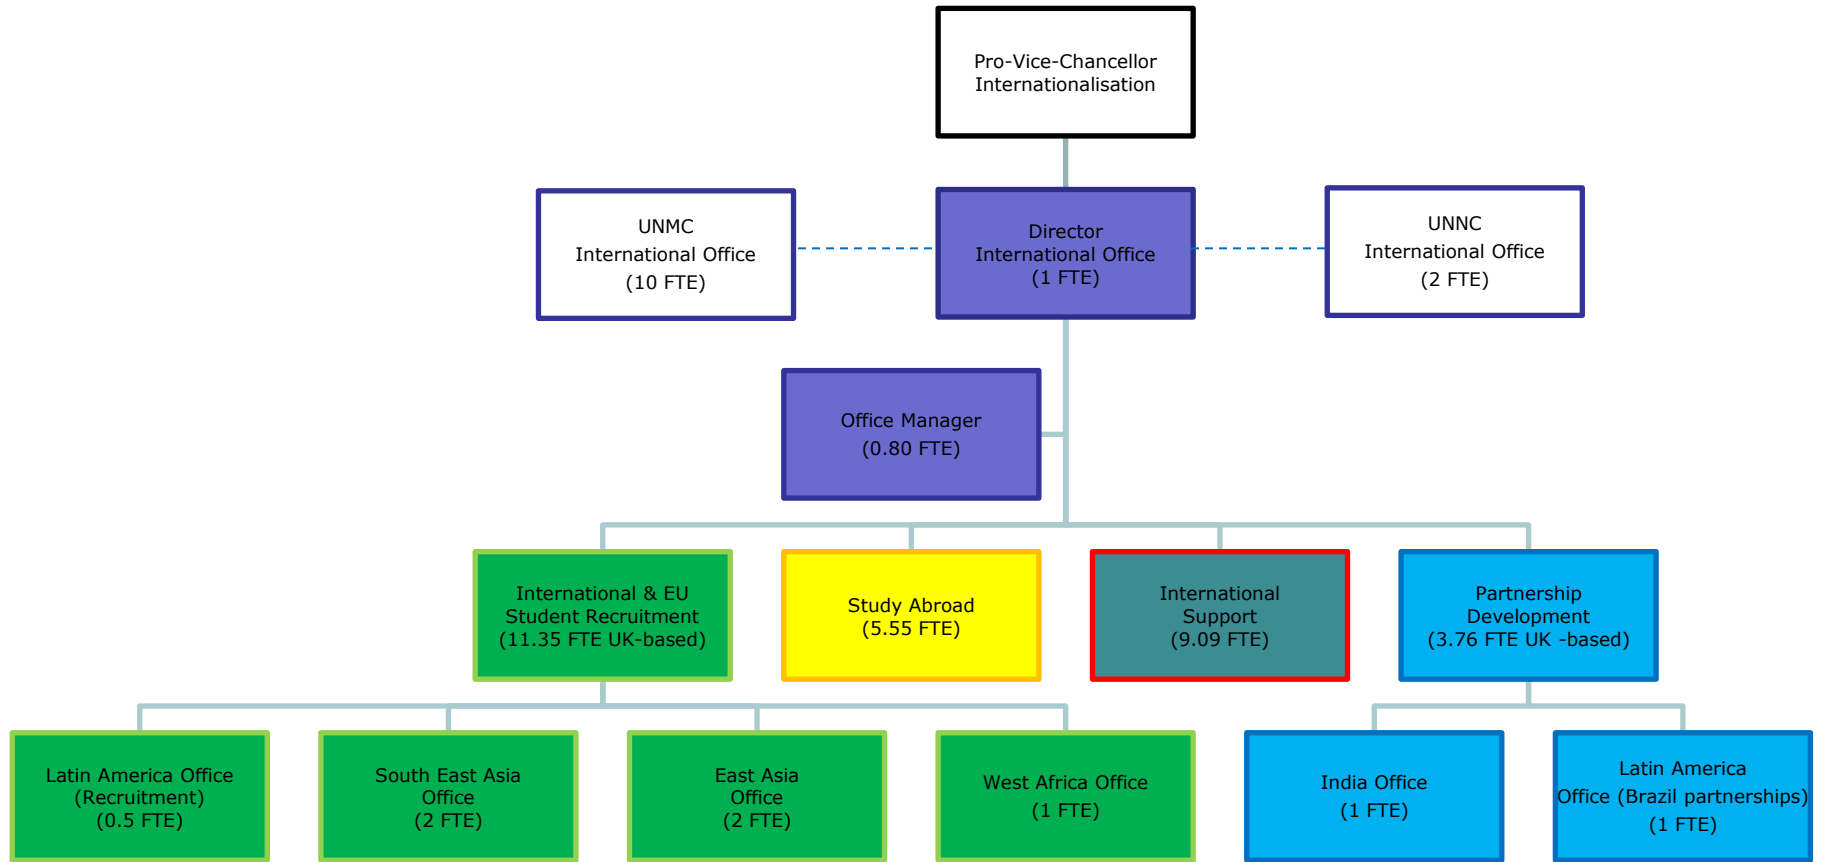 Pro-Vice-Chancellor
Internationalisation
UNMC
International Office
(10 FTE)
Director
International Office
(1 FTE)
UNNC
International Office
(2 FTE)
Office Manager
(0.80 FTE)
International & EU
Student Recruitment
(11.35 FTE UK-based)
Study Abroad
(5.55 FTE)
International
Support
(9.09 FTE)
Partnership
Development
(3.76 FTE UK -based)
Latin America Office
(Recruitment)
(0.5 FTE)
South East Asia
Office
(2 FTE)
East Asia
Office
(2 FTE)
West Africa Office
(1 FTE)
India Office
(1 FTE)
Latin America
Office (Brazil partnerships)
(1 FTE)